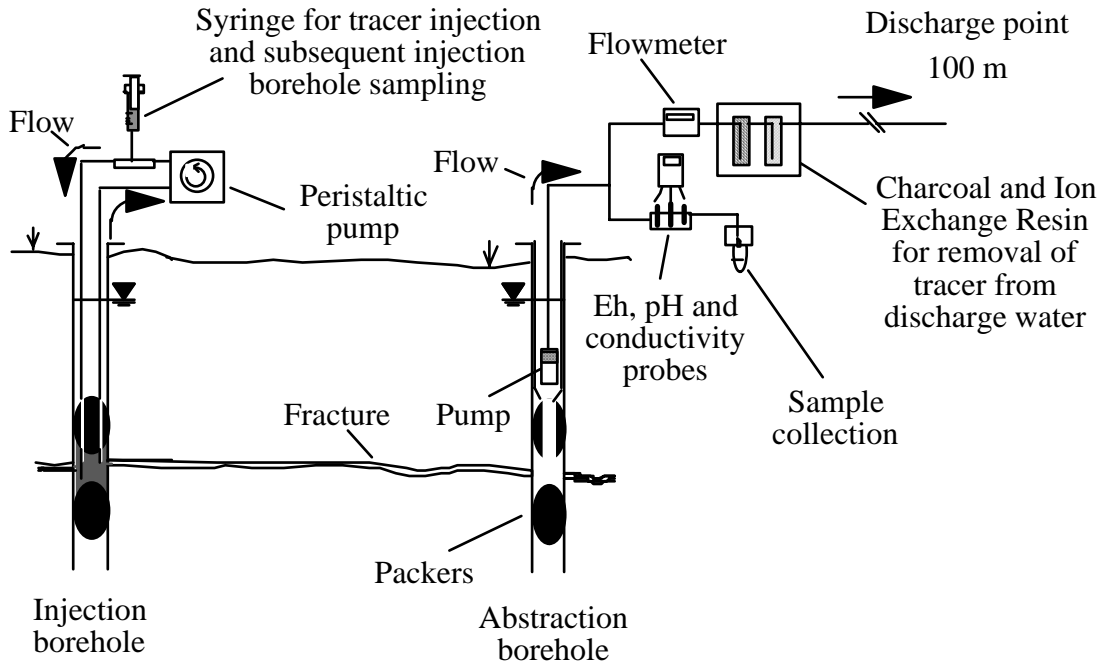 Syringe for tracer injection
and subsequent injection
borehole sampling
Flow
Peristaltic
pump
Flow
Flowmeter
Discharge point
100 m
Charcoal and Ion
Exchange Resin
for removal of
tracer from
discharge water
Eh, pH and
conductivity
probes
Sample
collection
Pump
Fracture
Packers
Injection
borehole
Abstraction
borehole